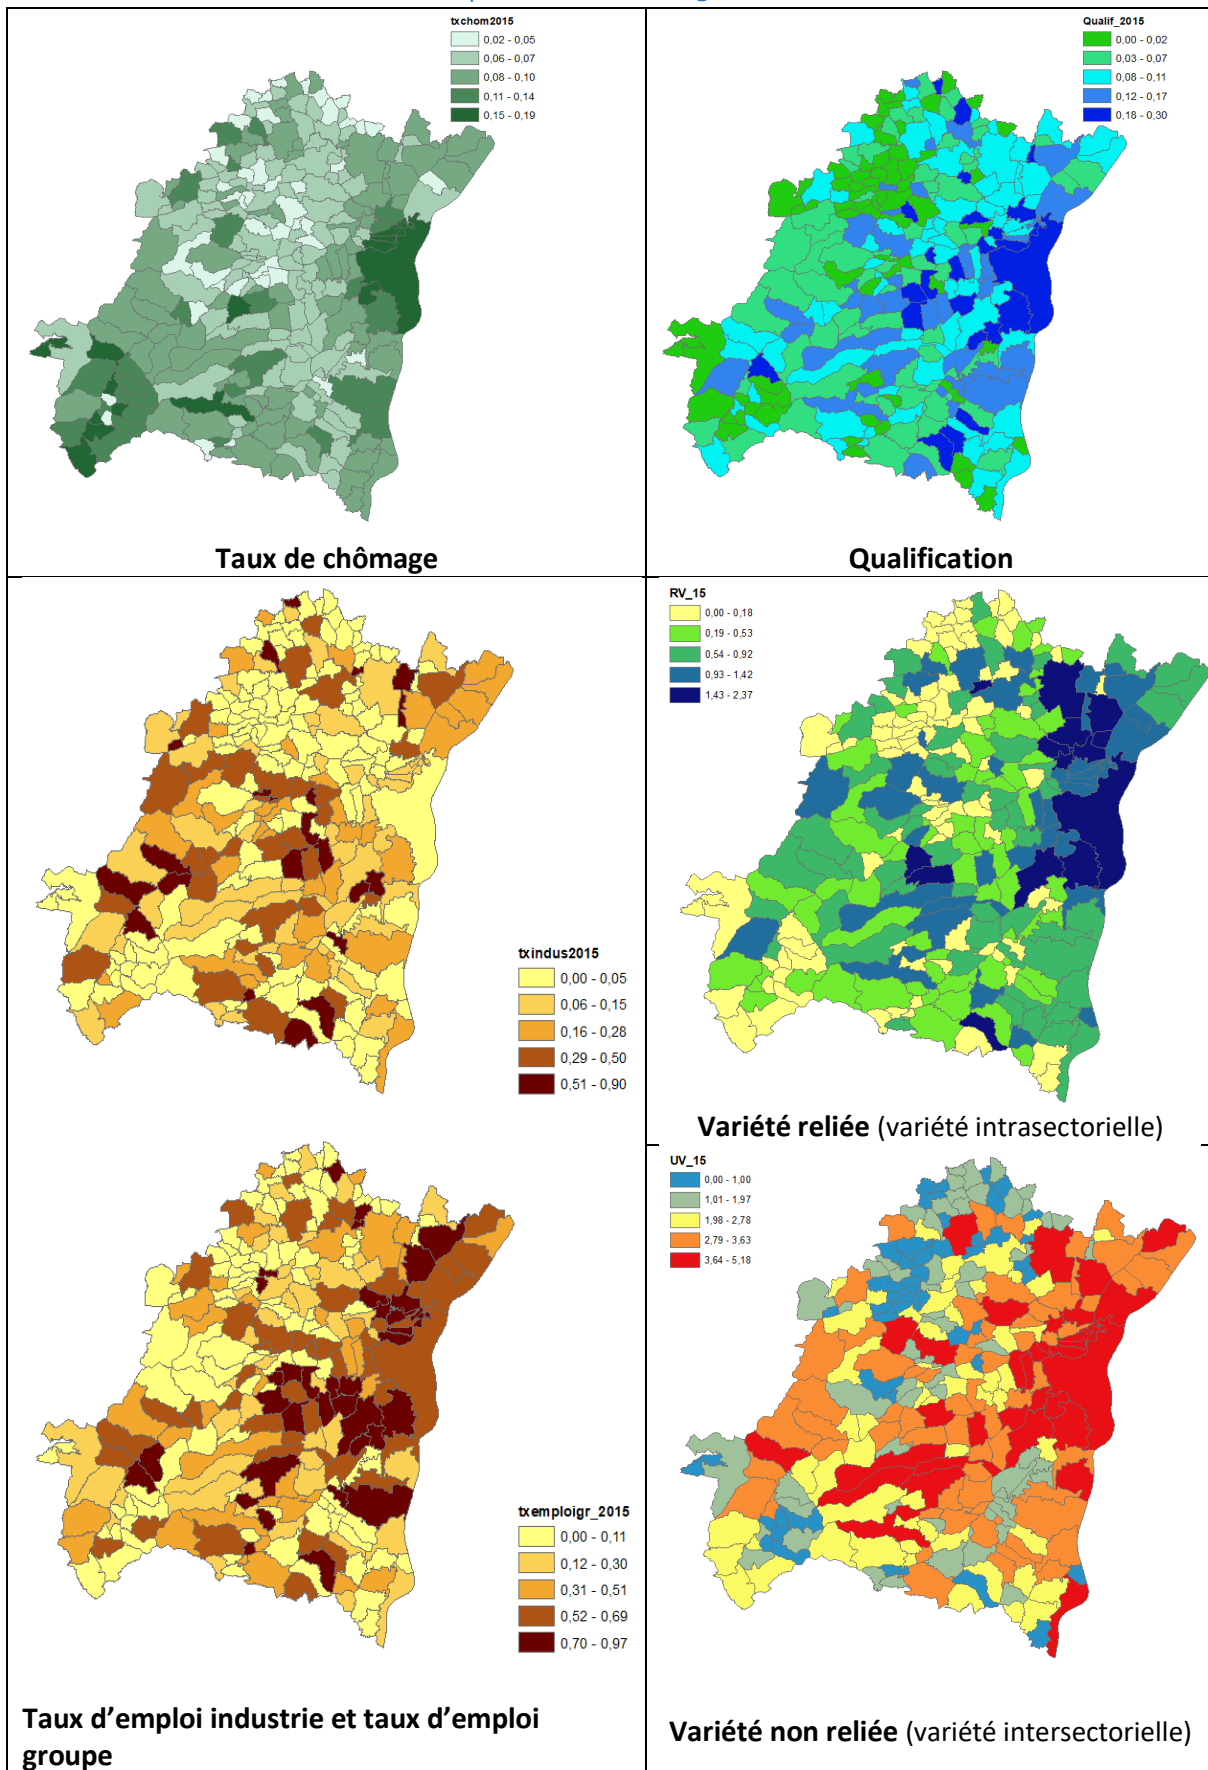 txchom2015
0,02 - 0,05
0,06 - 0,07
0,08 - 0,10
0,11 - 0,14
0,15 - 0,19
Taux de chômage
Qualif_2015
0,00 - 0,02
0,03 - 0,07
0,08 - 0,11
0,12 - 0,17
0,18 - 0,30
Qualification
txindus2015
0,00 - 0,05
0,06 - 0,15
0,16 - 0,28
0,29 - 0,50
0,51 - 0,90
RV_15
0,00 - 0,18
0,19 - 0,53
0,54 - 0,92
0,93 - 1,42
1,43 - 2,37
Variété reliée (variété intrasectorielle)
txemploigr_2015
0,00 - 0,11
0,12 - 0,30
0,31 - 0,51
0,52 - 0,69
0,70 - 0,97
Taux d’emploi industrie et taux d’emploi
groupe
UV_15
0,00 - 1,00
1,01 - 1,97
1,98 - 2,78
2,79 - 3,63
3,64 - 5,18
Variété non reliée (variété intersectorielle)